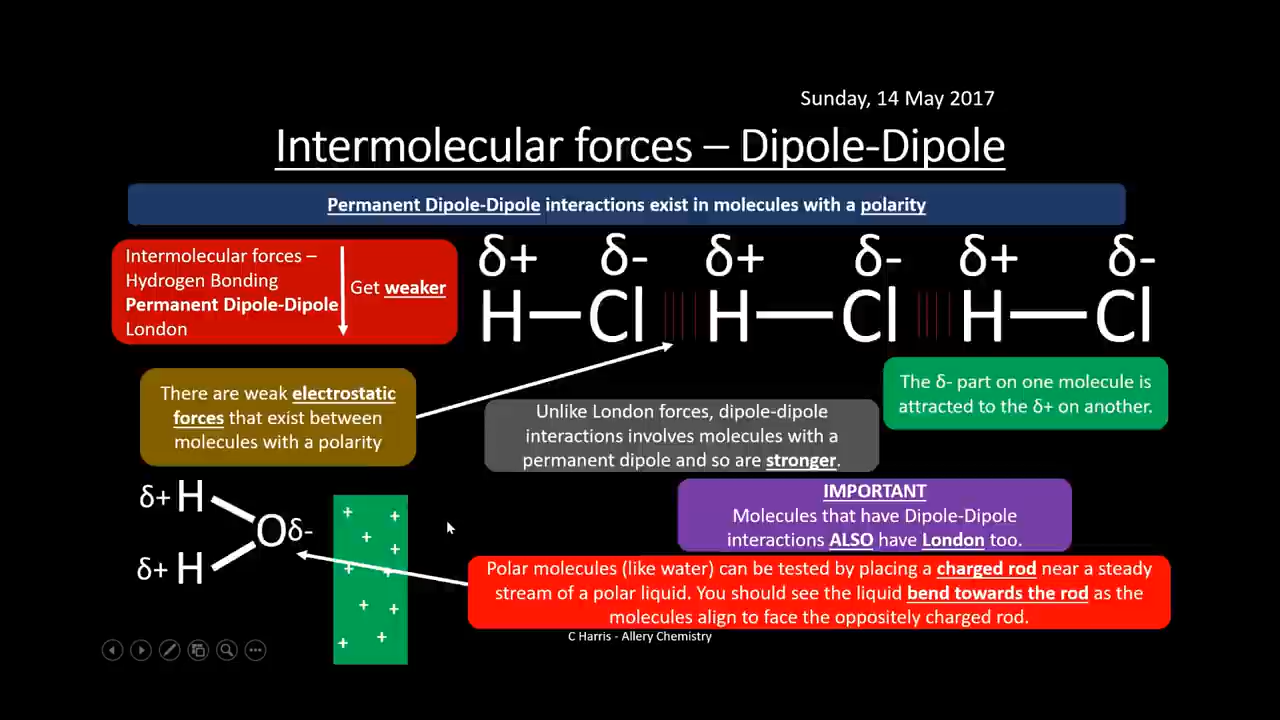 Sunday, 14 May 2017
Intermolecular forces – Dipole-Dipole
Permanent Dipole-Dipole interactions exist in molecules with a polarity
Intermolecular forces –
Hydrogen Bonding
Permanent Dipole-Dipole
London
Get weaker
δ+ δ- δ+ δ- δ+ δ-
H Cl H Cl H Cl
There are weak electrostatic
forces that exist between
molecules with a polarity
Unlike London forces, dipole-dipole
interactions involves molecules with a
permanent dipole and so are stronger.
The δ- part on one molecule is
attracted to the δ+ on another.
δ+ H
Oδ-
δ+ H
+ +
+
+
+ +
+ +
+
+
IMPORTANT
Molecules that have Dipole-Dipole
interactions ALSO have London too.
Polar molecules (like water) can be tested by placing a charged rod near a steady
stream of a polar liquid. You should see the liquid bend towards the rod as the
molecules align to face the oppositely charged rod.
C Harris - Allery Chemistry